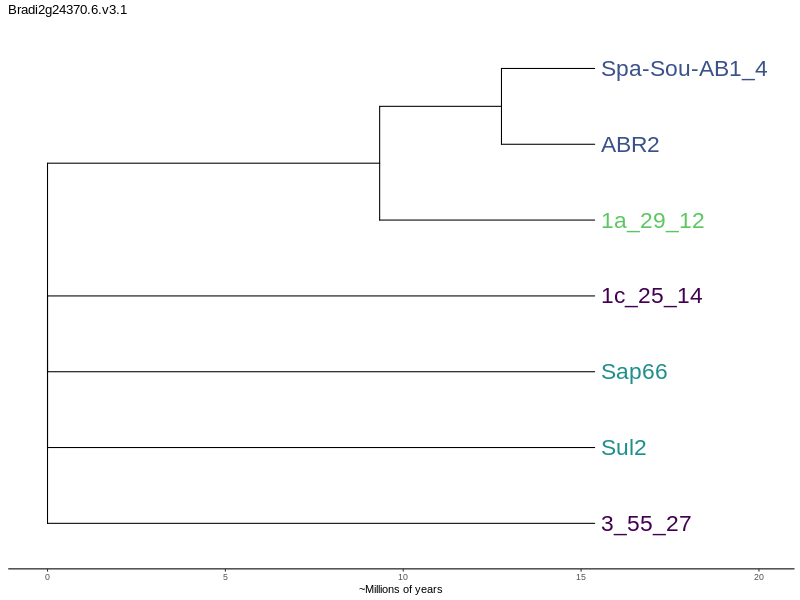 Bradi2g24370.6.v3.1
Spa-Sou-AB1_4
ABR2
1a_29_12
1c_25_14
Sap66
Sul2
3_55_27
0 5 10 15 20
~Millions of years